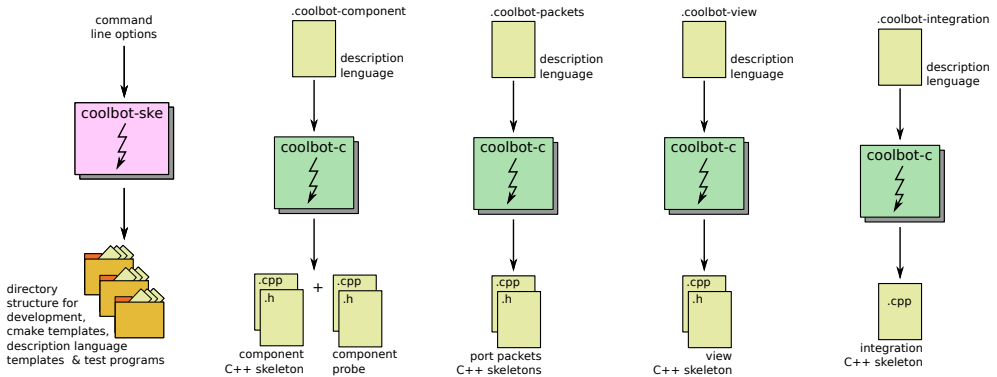 command
line options
coolbot-ske
directory
structure for
development,
cmake templates,
description language
templates & test programs
.coolbot-component
description
lenguage
coolbot-c
.cpp
.h
+
.cpp
.h
component
C++ skeleton
component
probe
.coolbot-packets
description
lenguage
coolbot-c
.cpp
.h
port packets
C++ skeletons
.coolbot-view
description
lenguage
coolbot-c
.cpp
.h
view
C++ skeleton
.coolbot-integration
description
lenguage
coolbot-c
.cpp
integration
C++ skeleton